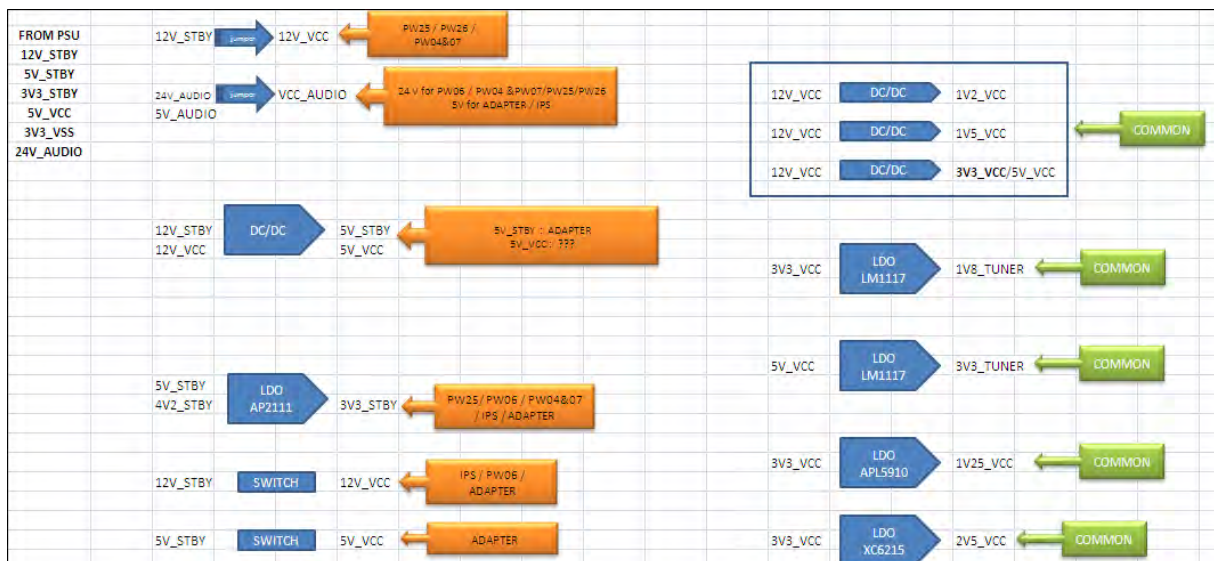 FROM PSU
12V_STBY
5V_STBY
3V3_STBY
5V_VCC
3V3_VSS
24V_AUDIO
12V_STBY Jumper 12V_VCC
PW25 / PW26 /
PW04&07
24V_AUDIO Jumper VCC_AUDIO
5V_AUDIO
24 V for PW06 / PW04 &PW07/PW25/PW26
5V for ADAPTER / IPS
12V_STBY DC/DC 5V_STBY
12V_VCC 5V_VCC
5V_STBY :: ADAPTER
5V_VCC:: ???
5V_STBY
4V2_STBY
LDO
AP2111
3V3_STBY
PW25/ PW06 / PW04&07
/ IPS / ADAPTER
12V_STBY SWITCH 12V_VCC
IPS / PW06 /
ADAPTER
5V_STBY SWITCH 5V_VCC ADAPTER
12V_VCC DC/DC 1V2_VCC
12V_VCC DC/DC 1V5_VCC
12V_VCC DC/DC 3V3_VCC/5V_VCC
COMMON
3V3_VCC
LDO
LM1117
1V8_TUNER
COMMON
5V_VCC
LDO
LM1117
3V3_TUNER
COMMON
3V3_VCC
LDO
APL5910
1V25_VCC
COMMON
3V3_VCC
LDO
XC6215
2V5_VCC
COMMON